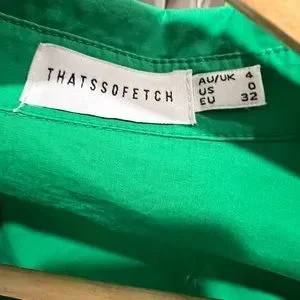 THATSSOFETCH
AU/UK 4
US 0
EU 32